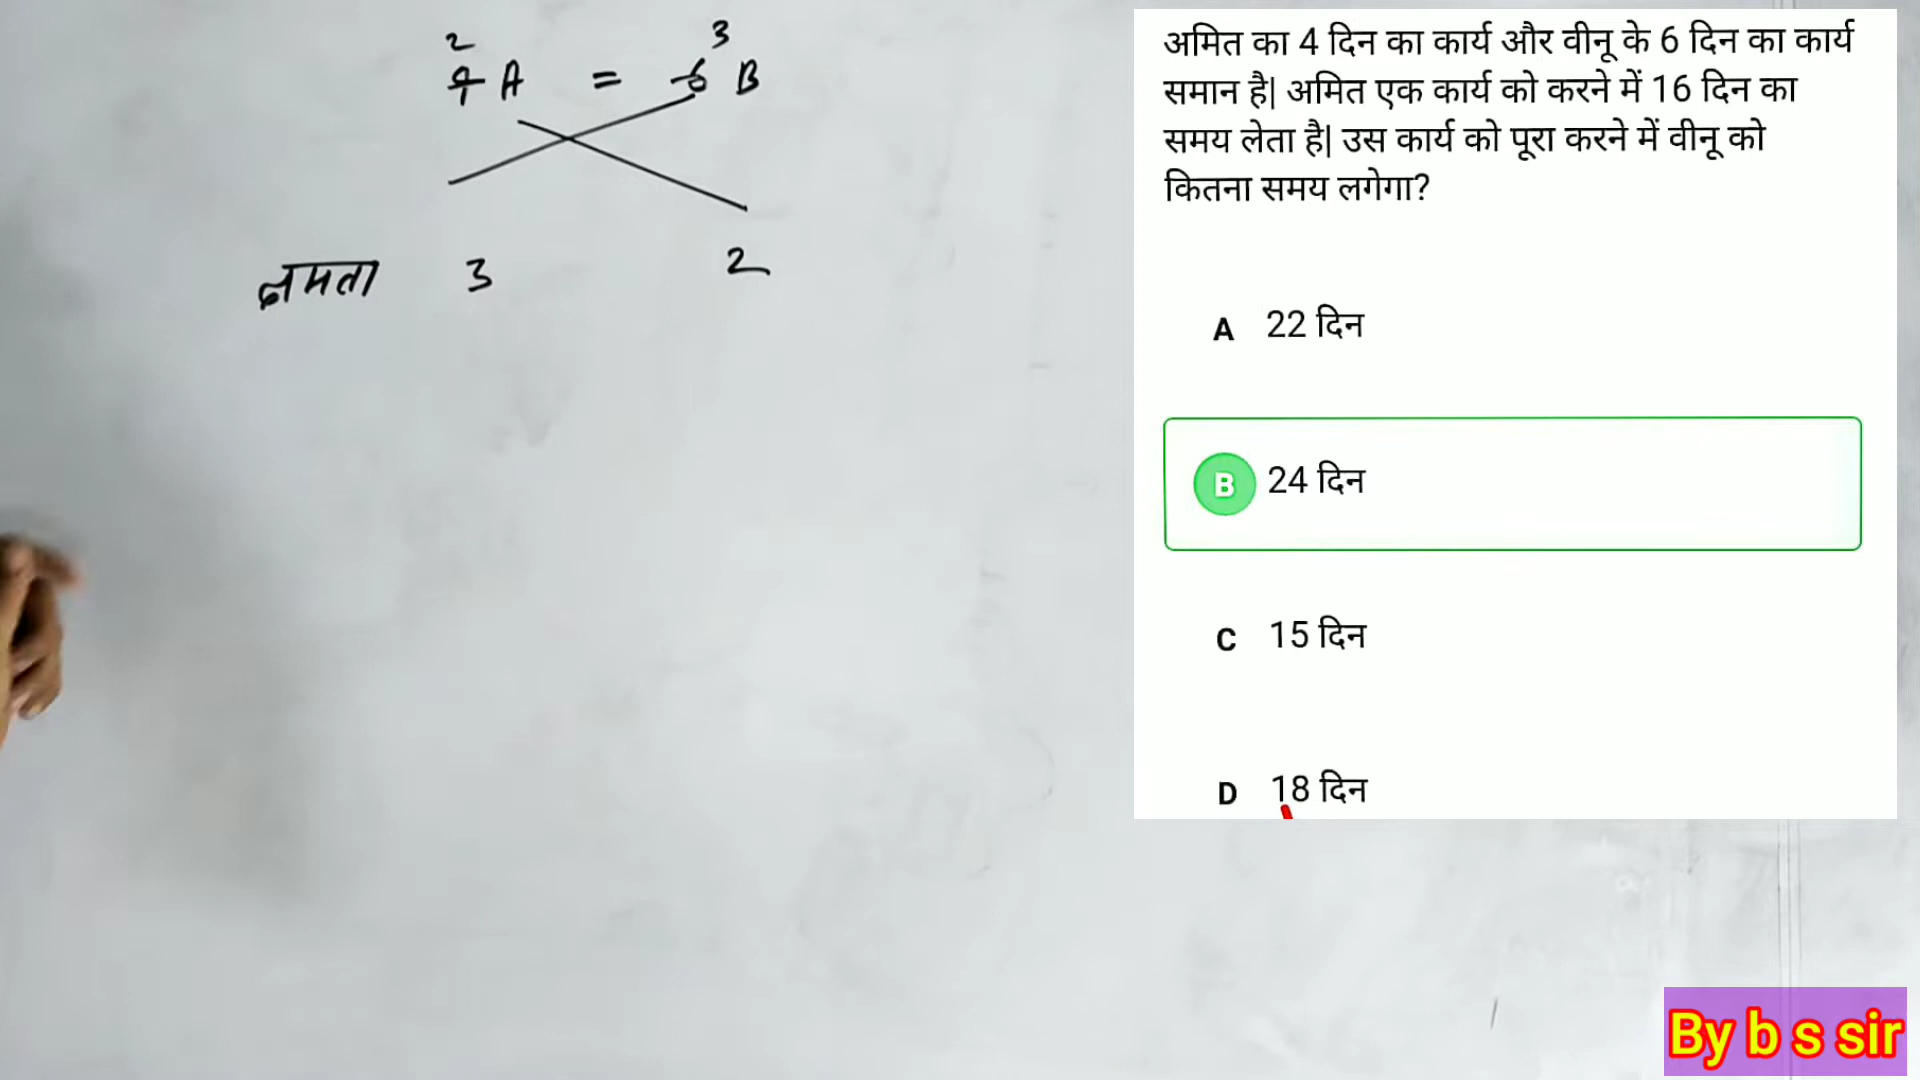 2 3
4 A = 6 B
क्षमता 3 2
अमित का 4 दिन का कार्य और वीनू के 6 दिन का कार्य
समान है| अमित एक कार्य को करने में 16 दिन का
समय लेता है| उस कार्य को पूरा करने में वीनू को
कितना समय लगेगा?
A 22 दिन
B 24 दिन
C 15 दिन
D 18 दिन
By b s sir